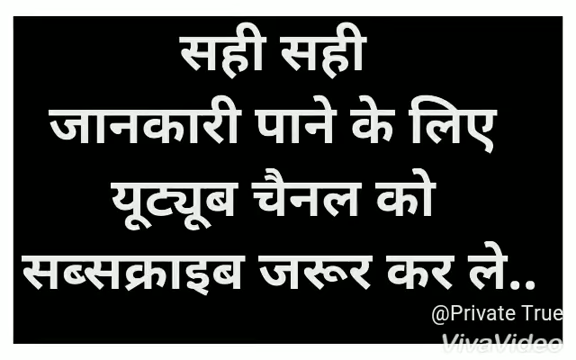 सही सही
जानकारी पाने के लिए
यूट्यूब चैनल को
सब्सक्राइब जरूर कर ले..
@Private True
VivaVideo